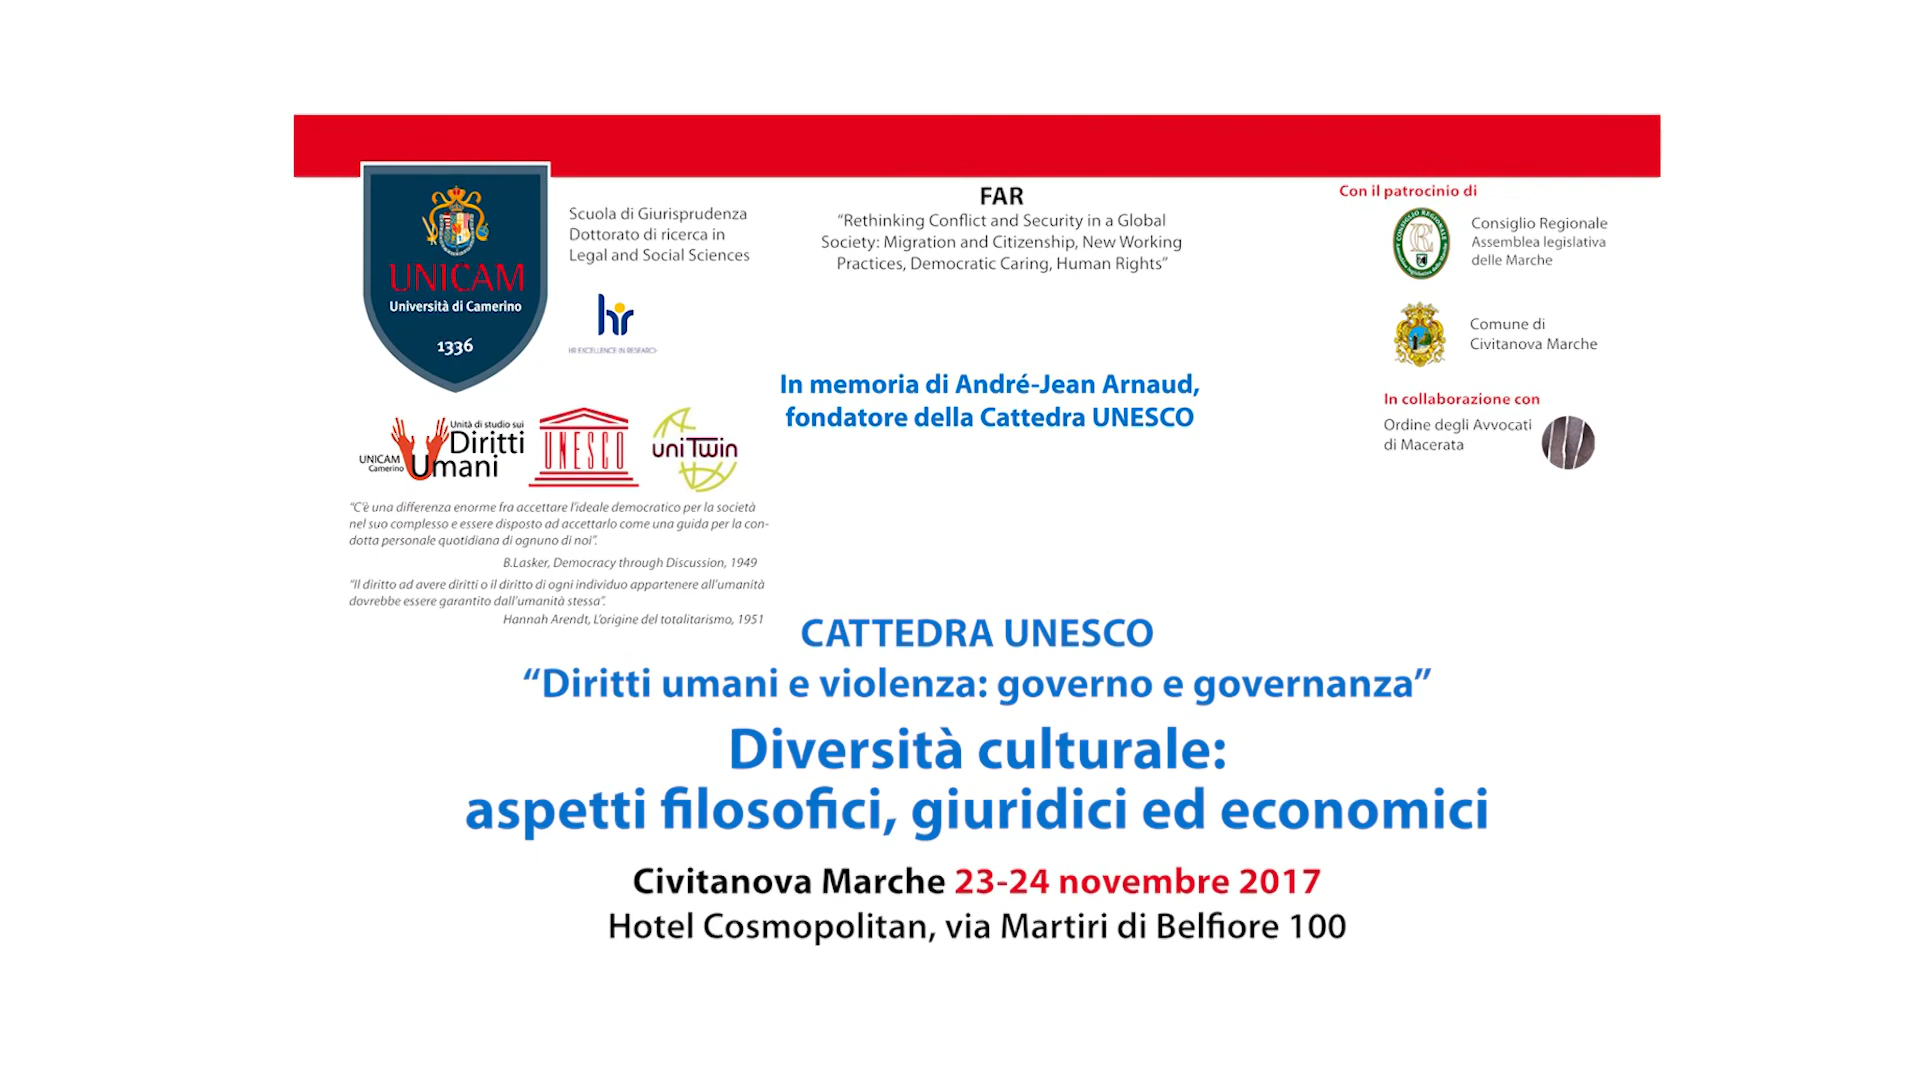 UNICAM
Università di Camerino
1336
Scuola di Giurisprudenza
Dottorato di ricerca in
Legal and Social Sciences
hr
HR EXCELLENCE IN RESEARCH
FAR
“Rethinking Conflict and Security in a Global
Society: Migration and Citizenship, New Working
Practices, Democratic Caring, Human Rights”
Con il patrocinio di
Consiglio Regionale
Assemblea legislativa
delle Marche
Comune di
Civitanova Marche
In collaborazione con
Ordine degli Avvocati
di Macerata
In memoria di André-Jean Arnaud,
fondatore della Cattedra UNESCO
UNICAM
Camerino
Unità di studio sui
Diritti
Umani
UNESCO
uniTwin
“C’è una differenza enorme fra accettare l’ideale democratico per la società
nel suo complesso e essere disposto ad accettarlo come una guida per la con-
dotta personale quotidiana di ognuno di noi”.
B.Lasker, Democracy through Discussion, 1949
“Il diritto ad avere diritti o il diritto di ogni individuo appartenere all’umanità
dovrebbe essere garantito dall’umanità stessa”.
Hannah Arendt, L’origine del totalitarismo, 1951
CATTEDRA UNESCO
“Diritti umani e violenza: governo e governanza”
Diversità culturale:
aspetti filosofici, giuridici ed economici
Civitanova Marche 23-24 novembre 2017
Hotel Cosmopolitan, via Martiri di Belfiore 100